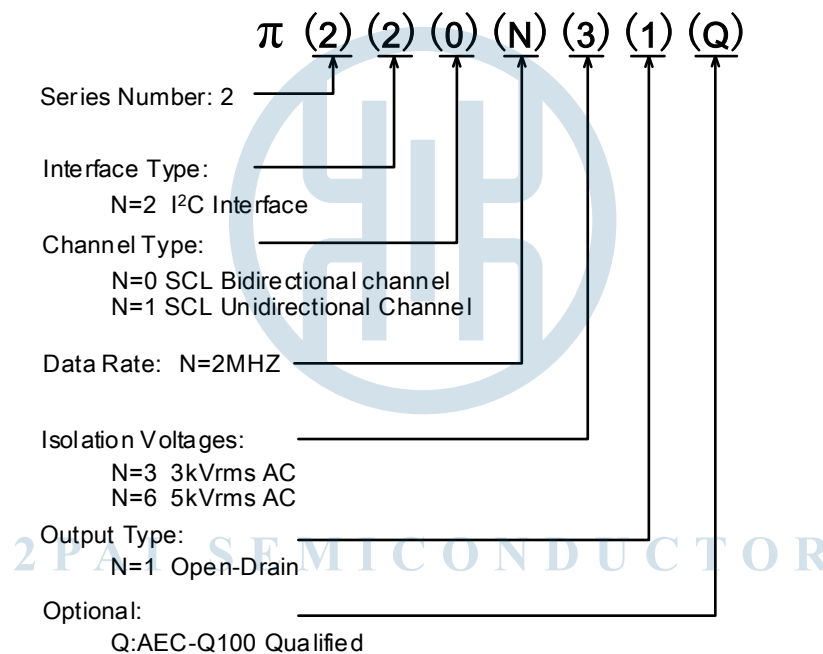 π (2) (2) (0) (N) (3) (1) (Q)
Series Number: 2
Interface Type:
N=2 I²C Interface
Channel Type:
N=0 SCL Bidirectional channel
N=1 SCL Unidirectional Channel
Data Rate: N=2MHZ
Isolation Voltages:
N=3 3kVrms AC
N=6 5kVrms AC
Output Type:
2PAI SEMICONDUCTOR
N=1 Open-Drain
Optional:
Q:AEC-Q100 Qualified